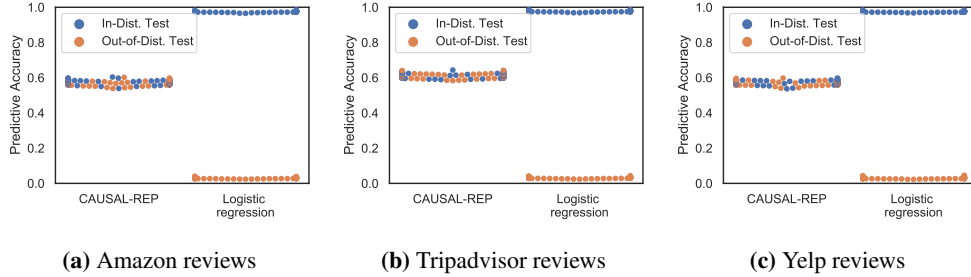 Predictive Accuracy
1.0
0.8
0.6
0.4
0.2
0.0
In-Dist. Test
Out-of-Dist. Test
CAUSAL-REP
Logistic
regression
(a) Amazon reviews
Predictive Accuracy
1.0
0.8
0.6
0.4
0.2
0.0
In-Dist. Test
Out-of-Dist. Test
CAUSAL-REP
Logistic
regression
(b) Tripadvisor reviews
Predictive Accuracy
1.0
0.8
0.6
0.4
0.2
0.0
In-Dist. Test
Out-of-Dist. Test
CAUSAL-REP
Logistic
regression
(c) Yelp reviews